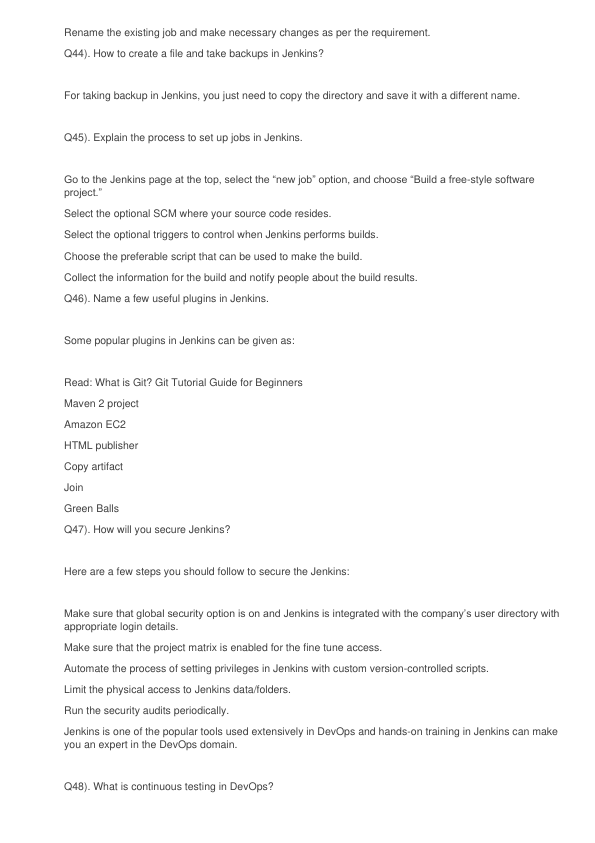 Rename the existing job and make necessary changes as per the requirement.
Q44). How to create a file and take backups in Jenkins?
For taking backup in Jenkins, you just need to copy the directory and save it with a different name.
Q45). Explain the process to set up jobs in Jenkins.
Go to the Jenkins page at the top, select the “new job” option, and choose “Build a free-style software
project.”
Select the optional SCM where your source code resides.
Select the optional triggers to control when Jenkins performs builds.
Choose the preferable script that can be used to make the build.
Collect the information for the build and notify people about the build results.
Q46). Name a few useful plugins in Jenkins.
Some popular plugins in Jenkins can be given as:
Read: What is Git? Git Tutorial Guide for Beginners
Maven 2 project
Amazon EC2
HTML publisher
Copy artifact
Join
Green Balls
Q47). How will you secure Jenkins?
Here are a few steps you should follow to secure the Jenkins:
Make sure that global security option is on and Jenkins is integrated with the company’s user directory with
appropriate login details.
Make sure that the project matrix is enabled for the fine tune access.
Automate the process of setting privileges in Jenkins with custom version-controlled scripts.
Limit the physical access to Jenkins data/folders.
Run the security audits periodically.
Jenkins is one of the popular tools used extensively in DevOps and hands-on training in Jenkins can make
you an expert in the DevOps domain.
Q48). What is continuous testing in DevOps?